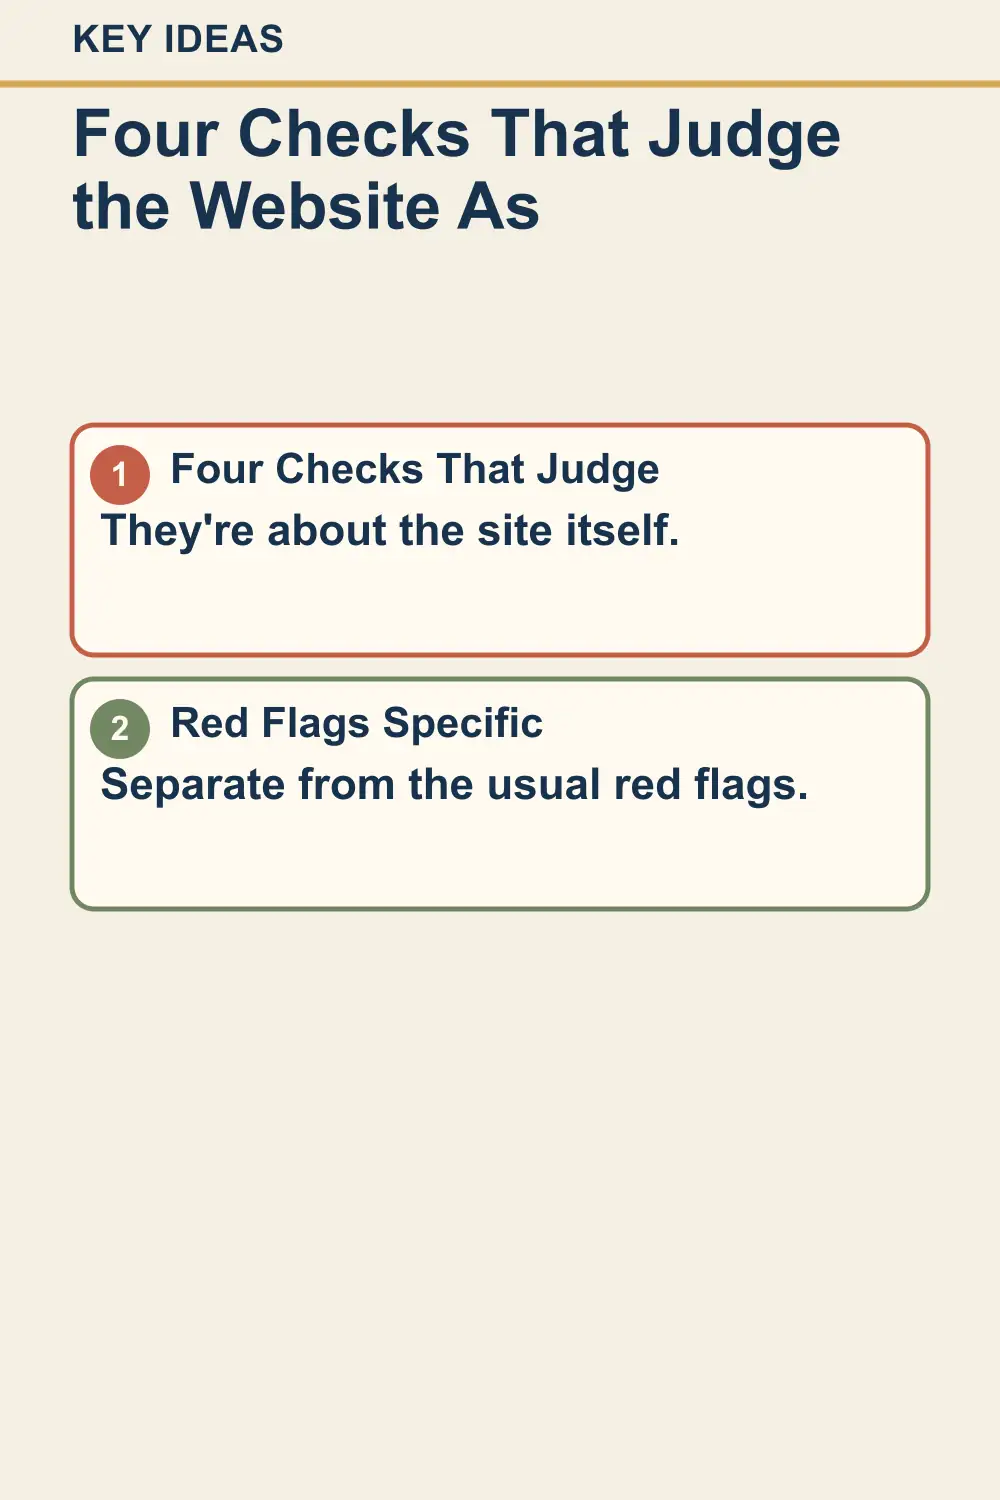 KEY IDEAS
Four Checks That Judge
the Website As
1 Four Checks That Judge
They're about the site itself.
2 Red Flags Specific
Separate from the usual red flags.